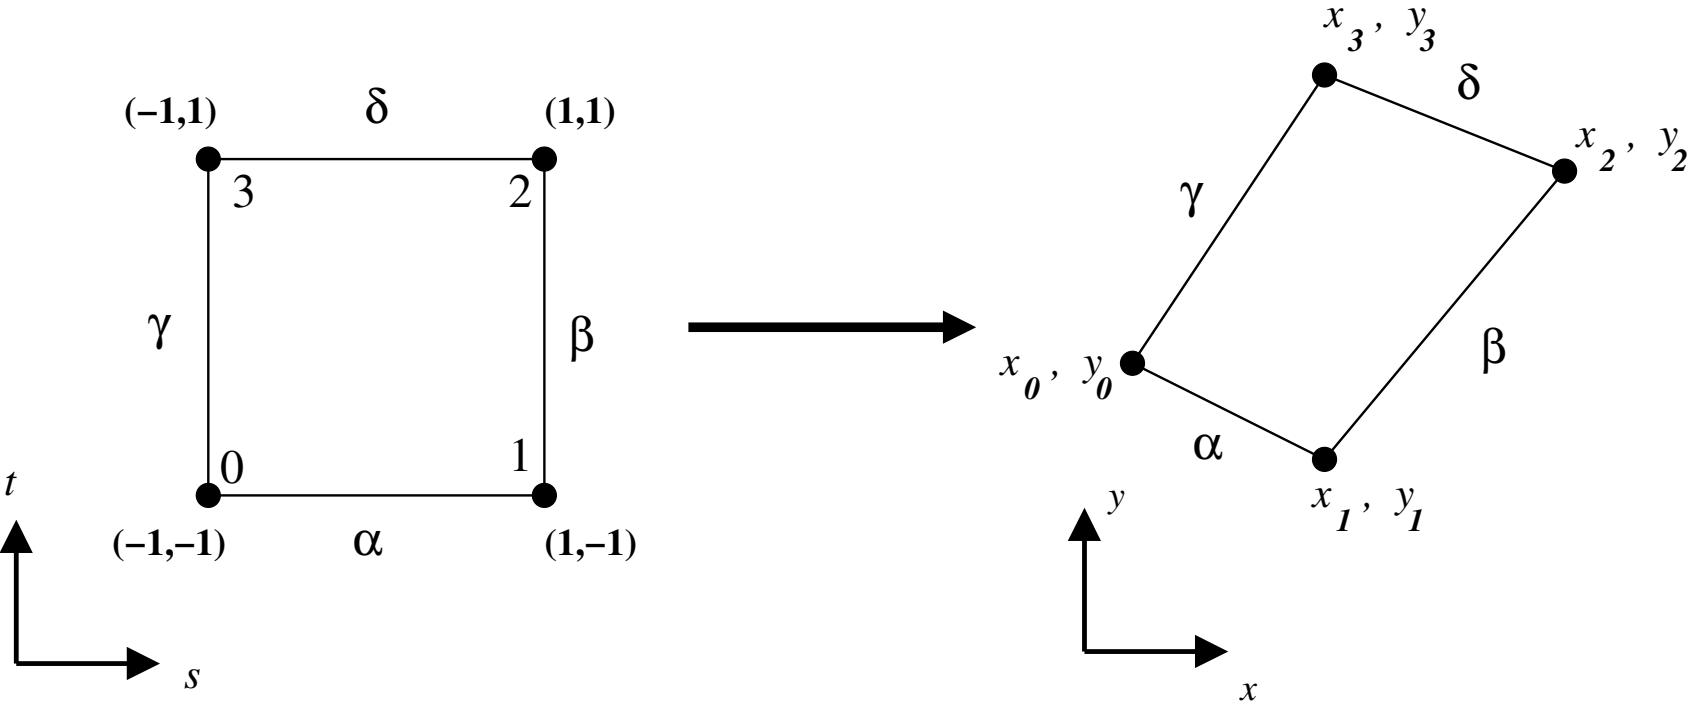 x3, y3
δ
(−1,1) δ (1,1)
x2, y2
3 2
γ
γ β
β
x0, y0
α
0 1
t
x1, y1
y
(−1,−1) α (1,−1)
s
x